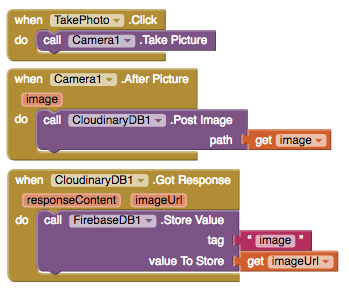 when TakePhoto .Click
do call Camera1 .Take Picture
when Camera1 .After Picture
image
do call CloudinaryDB1 .Post Image
path get image
when CloudinaryDB1 .Got Response
responseContent imageUrl
do call FirebaseDB1 .Store Value
tag " image "
value To Store get imageUrl